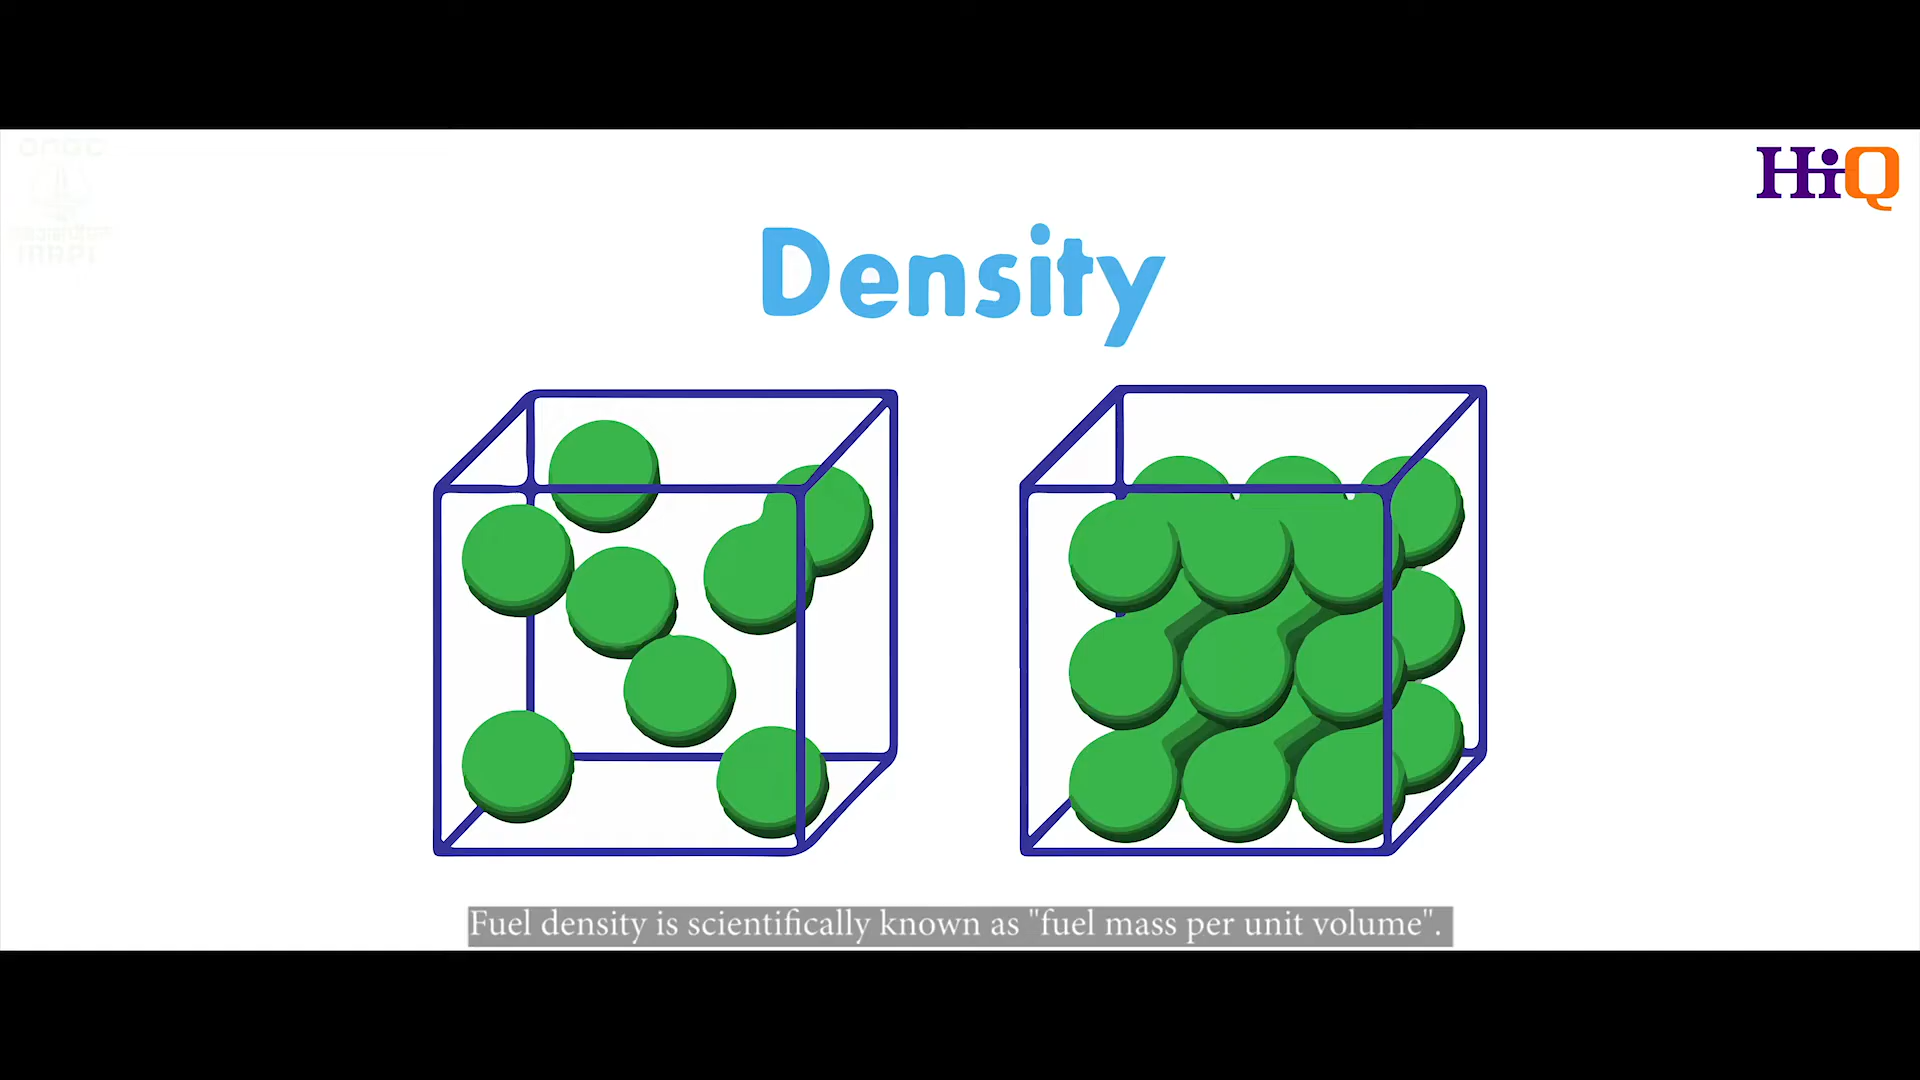 HiQ
Density
Fuel density is scientifically known as "fuel mass per unit volume".